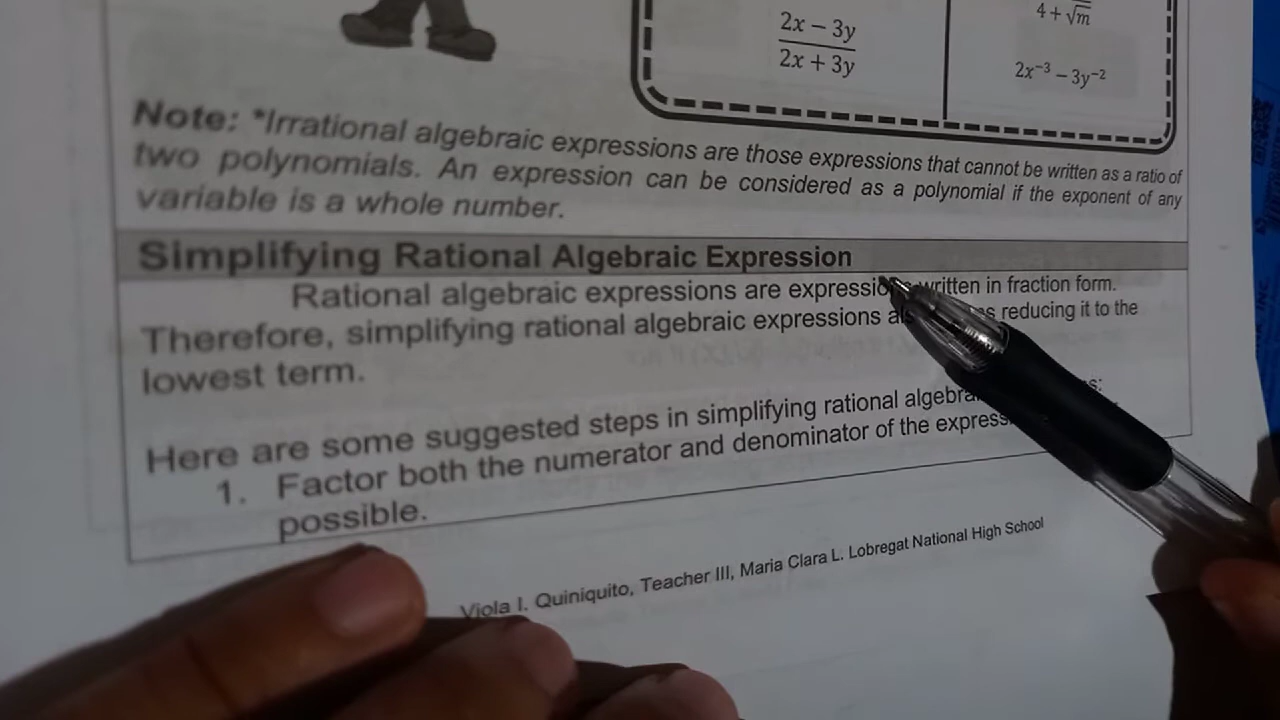 2x − 3y
2x + 3y
4 + √m
2x⁻³ − 3y⁻²
Note: *Irrational algebraic expressions are those expressions that cannot be written as a ratio of
two polynomials. An expression can be considered as a polynomial if the exponent of any
variable is a whole number.
Simplifying Rational Algebraic Expression
Rational algebraic expressions are written in fraction form.
Therefore, simplifying rational algebraic expressions reducing it to the
lowest term.
Here are some suggested steps in simplifying rational
1. Factor both the numerator and denominator of the
possible.
Viola I. Quiniquito, Teacher III, Maria Clara L. Lobregat National High School